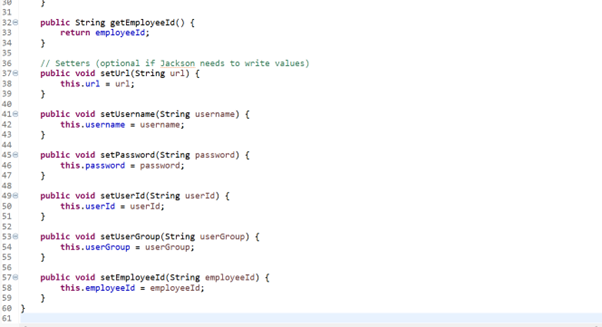 30 }
31
32 public String getEmployeeId() {
33 return employeeId;
34 }
35
36 // Setters (optional if Jackson needs to write values)
37 public void setUrl(String url) {
38 this.url = url;
39 }
40
41 public void setUsername(String username) {
42 this.username = username;
43 }
44
45 public void setPassword(String password) {
46 this.password = password;
47 }
48
49 public void setUserId(String userId) {
50 this.userId = userId;
51 }
52
53 public void setUserGroup(String userGroup) {
54 this.userGroup = userGroup;
55 }
56
57 public void setEmployeeId(String employeeId) {
58 this.employeeId = employeeId;
59 }
60 }
61